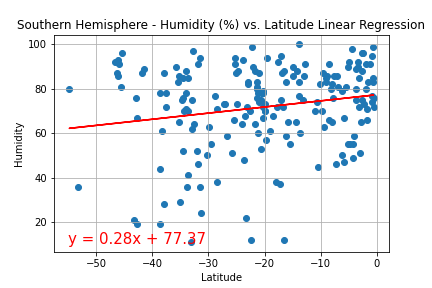 Southern Hemisphere - Humidity (%) vs. Latitude Linear Regression
100
80
60
40
20
Humidity
y = 0.28x + 77.37
−50
−40
−30
−20
−10
0
Latitude